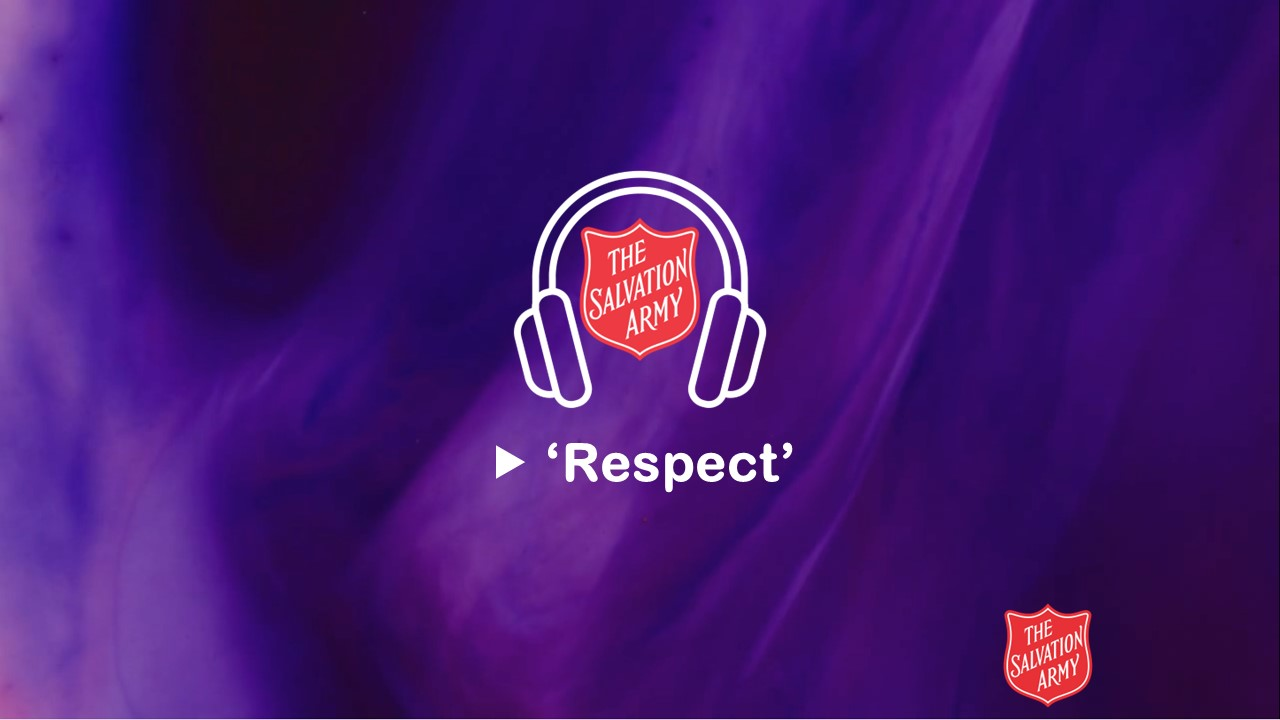 THE
SALVATION
ARMY
‘Respect’
THE
SALVATION
ARMY